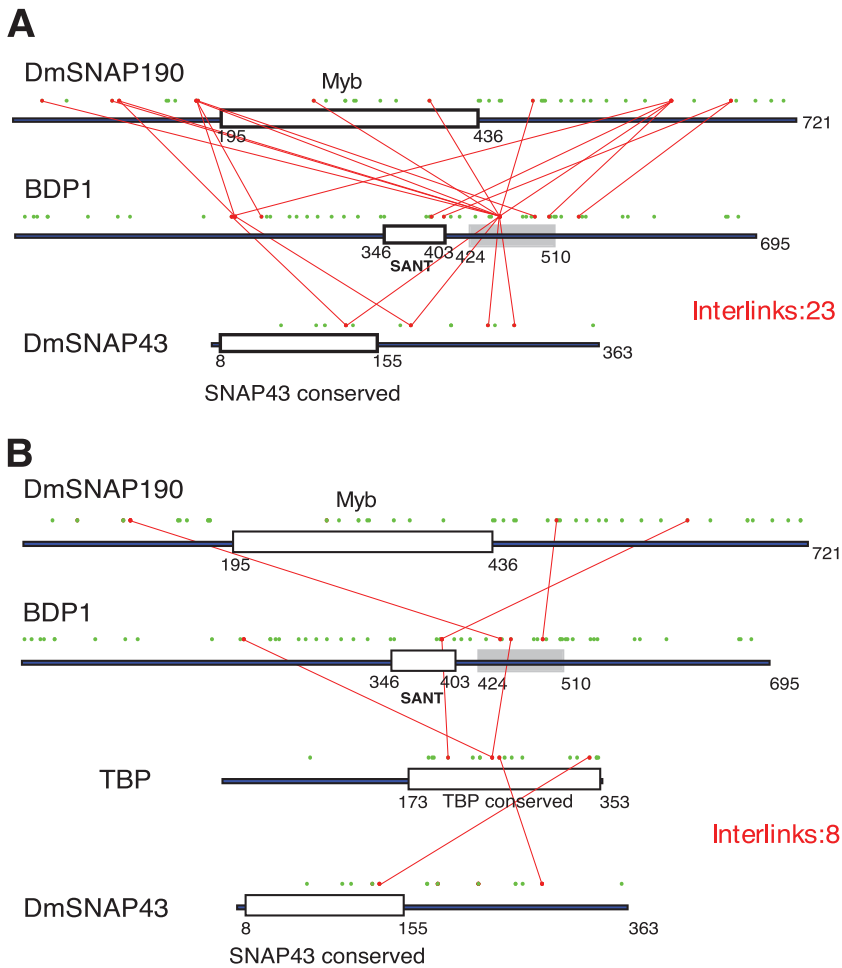 A
DmSNAP190
Myb
195
436
721
BDP1
346
403
424
510
695
SANT
Interlinks:23
DmSNAP43
8
155
363
SNAP43 conserved
B
DmSNAP190
Myb
195
436
721
BDP1
346
403
424
510
695
SANT
TBP
173
TBP conserved
353
Interlinks:8
DmSNAP43
8
155
363
SNAP43 conserved